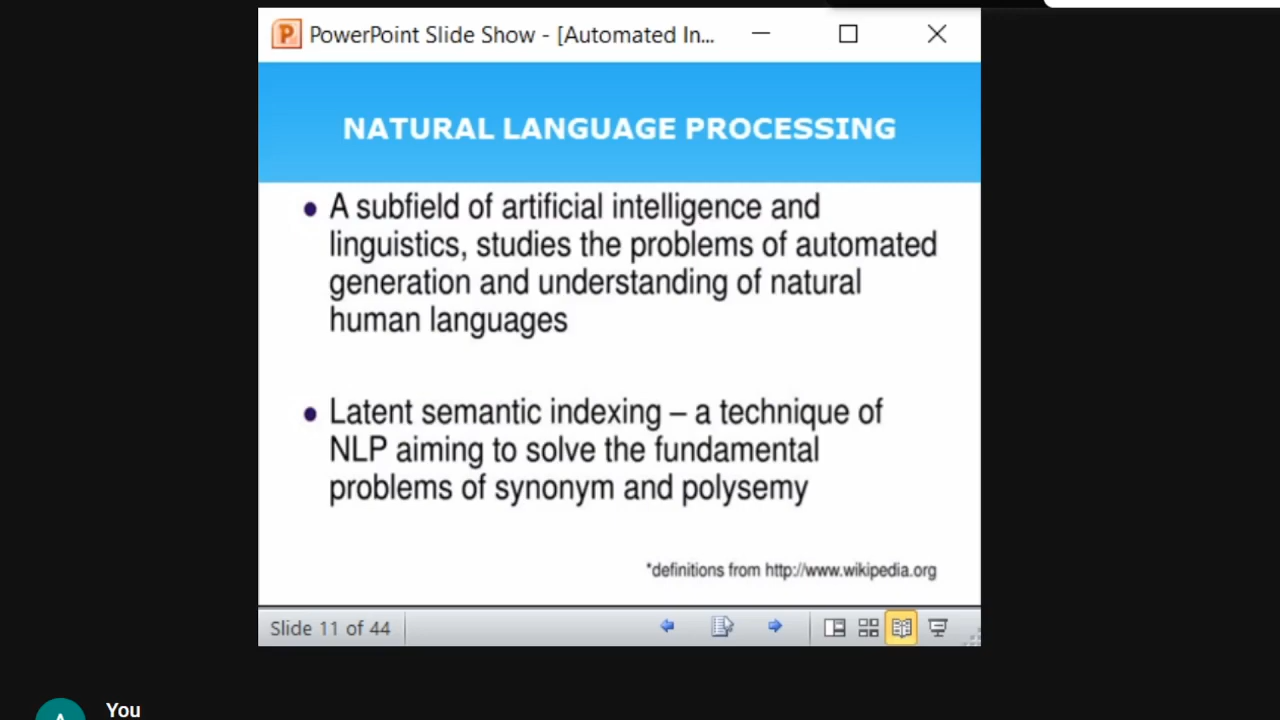 PowerPoint Slide Show - [Automated In...
NATURAL LANGUAGE PROCESSING
• A subfield of artificial intelligence and
linguistics, studies the problems of automated
generation and understanding of natural
human languages
• Latent semantic indexing – a technique of
NLP aiming to solve the fundamental
problems of synonym and polysemy
*definitions from http://www.wikipedia.org
Slide 11 of 44
You